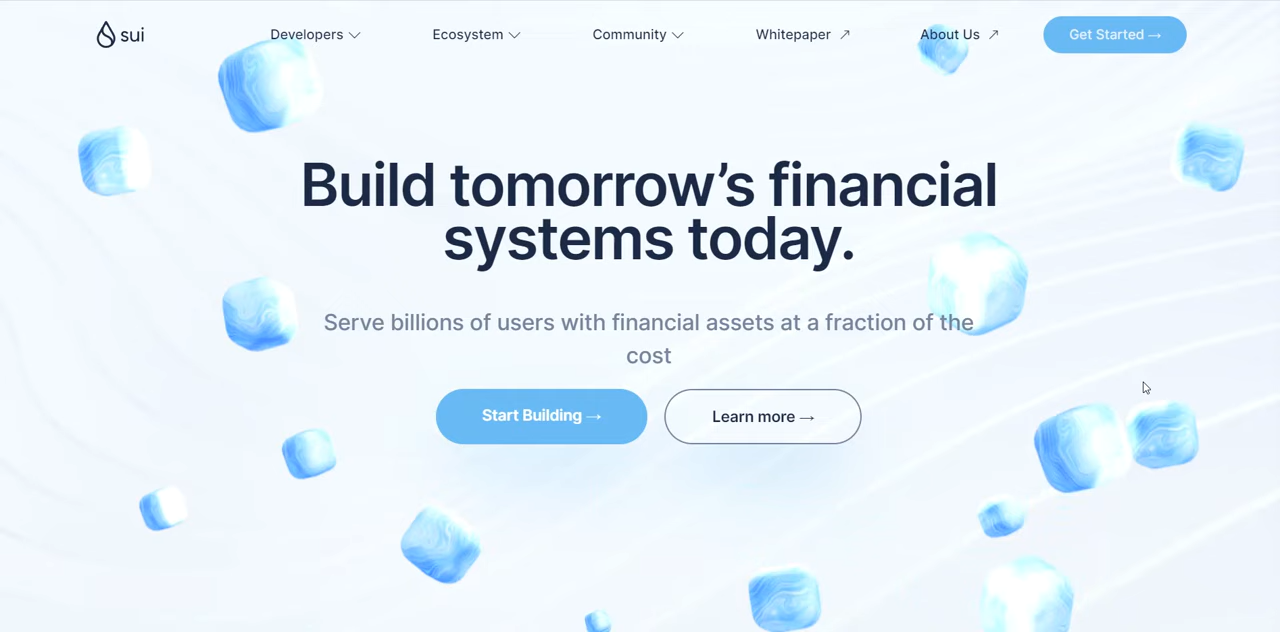 sui
Developers
Ecosystem
Community
Whitepaper ↗
About Us ↗
Get Started →
Build tomorrow’s financial
systems today.
Serve billions of users with financial assets at a fraction of the
cost
Start Building →
Learn more →